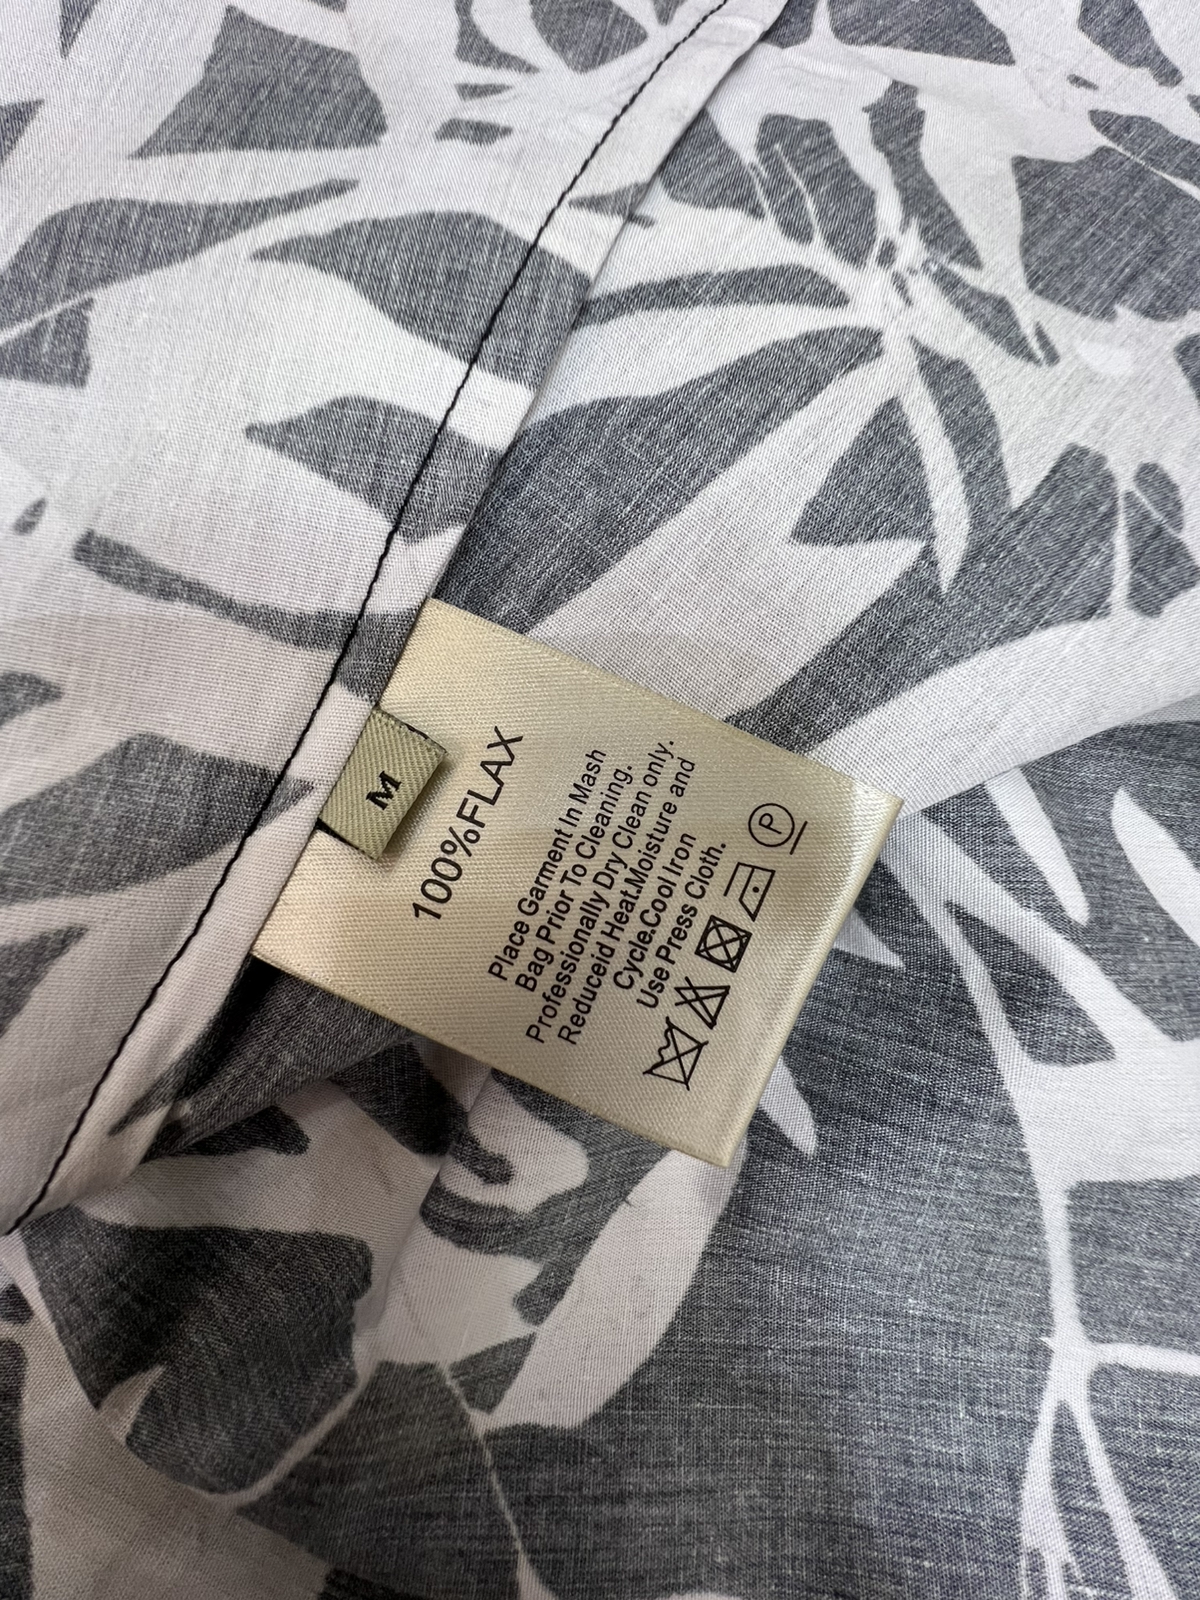 M
100%FLAX
Place Garment In Mash
Bag Prior To Cleaning.
Professionally Dry Clean only.
Reduceid Heat.Moisture and
Cycle.Cool Iron
Use Press Cloth.
P